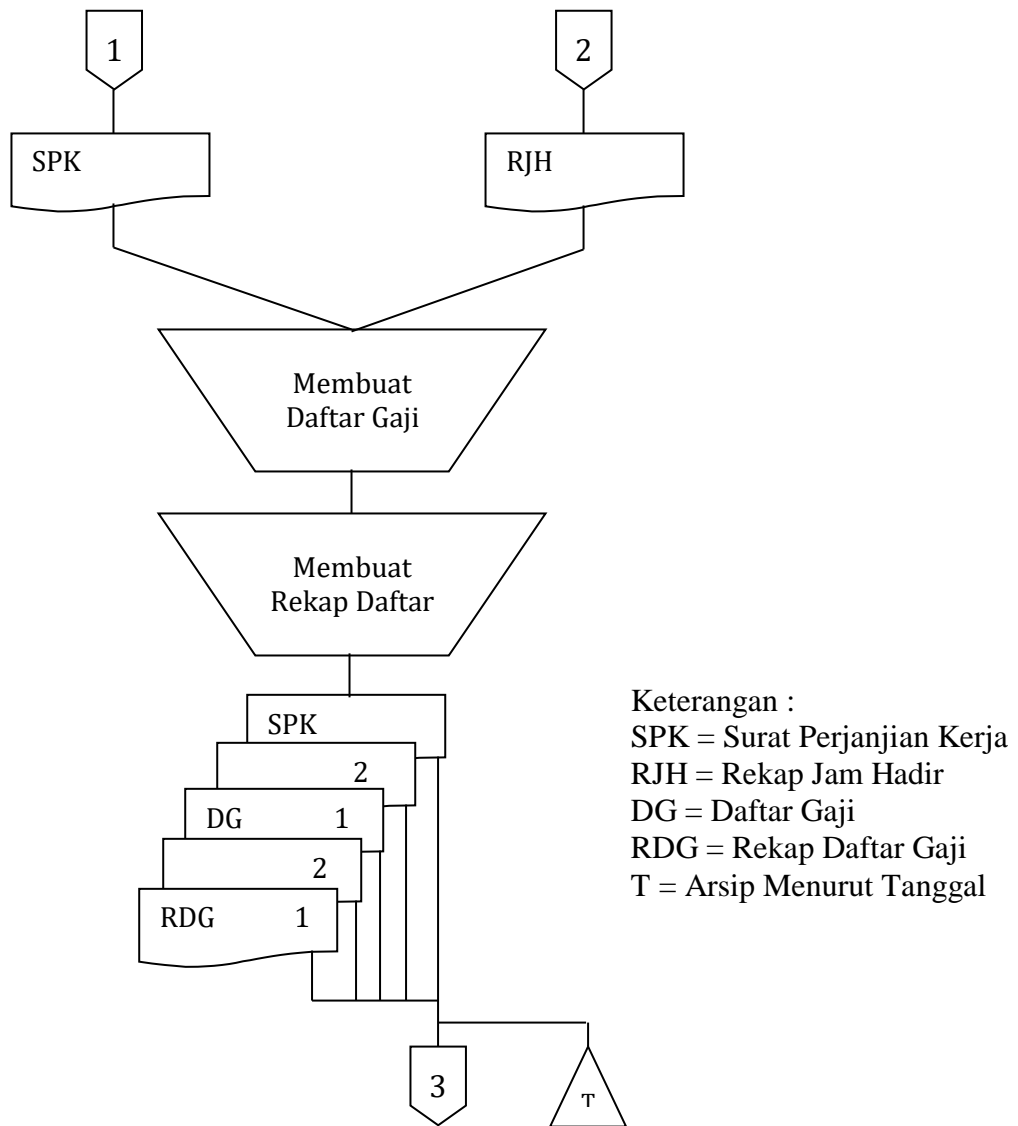 1
2
SPK
RJH
Membuat
Daftar Gaji
Membuat
Rekap Daftar
SPK
2
DG 1
2
RDG 1
3
T
Keterangan :
SPK = Surat Perjanjian Kerja
RJH = Rekap Jam Hadir
DG = Daftar Gaji
RDG = Rekap Daftar Gaji
T = Arsip Menurut Tanggal